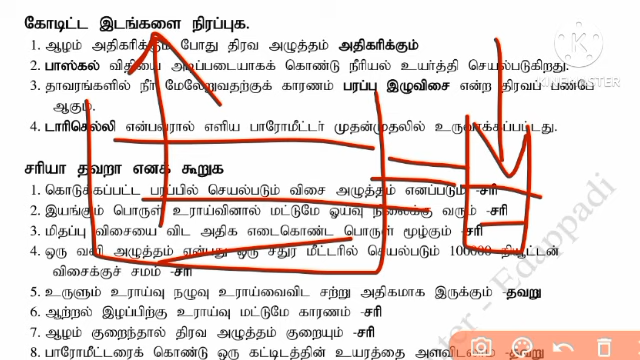 கோடிட்ட இடங்களை நிரப்புக.
1. ஆழம் அதிகரிக்கும் போது திரவ அழுத்தம் அதிகரிக்கும்
2. பாஸ்கல் விதியை அடிப்படையாகக் கொண்டு நீரியல் உயர்த்தி செயல்படுகிறது.
3. தாவரங்களில் நீர் மேலேறுவதற்குக் காரணம் பரப்பு இழுவிசை என்ற திரவப் பண்பே
ஆகும்.
4. டாரிசெல்லி என்பவரால் எளிய பாரோமீட்டர் முதன்முதலில் உருவாக்கப்பட்டது.
சரியா தவறா எனக் கூறுக
1. கொடுக்கப்பட்ட பரப்பில் செயல்படும் விசை அழுத்தம் எனப்படும் -சரி
2. இயங்கும் பொருள் உராய்வினால் மட்டுமே ஓய்வு நிலைக்கு வரும் -சரி
3. மிதப்பு விசையை விட அதிக எடைகொண்ட பொருள் மூழ்கும் -சரி
4. ஒரு வளி அழுத்தம் என்பது ஒரு சதுர மீட்டரில் செயல்படும் 100000 நியூட்டன்
விசைக்குச் சமம் -சரி
5. உருளும் உராய்வு நழுவு உராய்வைவிட சற்று அதிகமாக இருக்கும் -தவறு
6. ஆற்றல் இழப்பிற்கு உராய்வு மட்டுமே காரணம் -சரி
7. ஆழம் குறைந்தால் திரவ அழுத்தம் குறையும் -சரி
8. பாரோமீட்டரைக் கொண்டு ஒரு கட்டிடத்தின் உயரத்தை அளவிடலாம் -தவறு
KINEMASTER
Edappadi